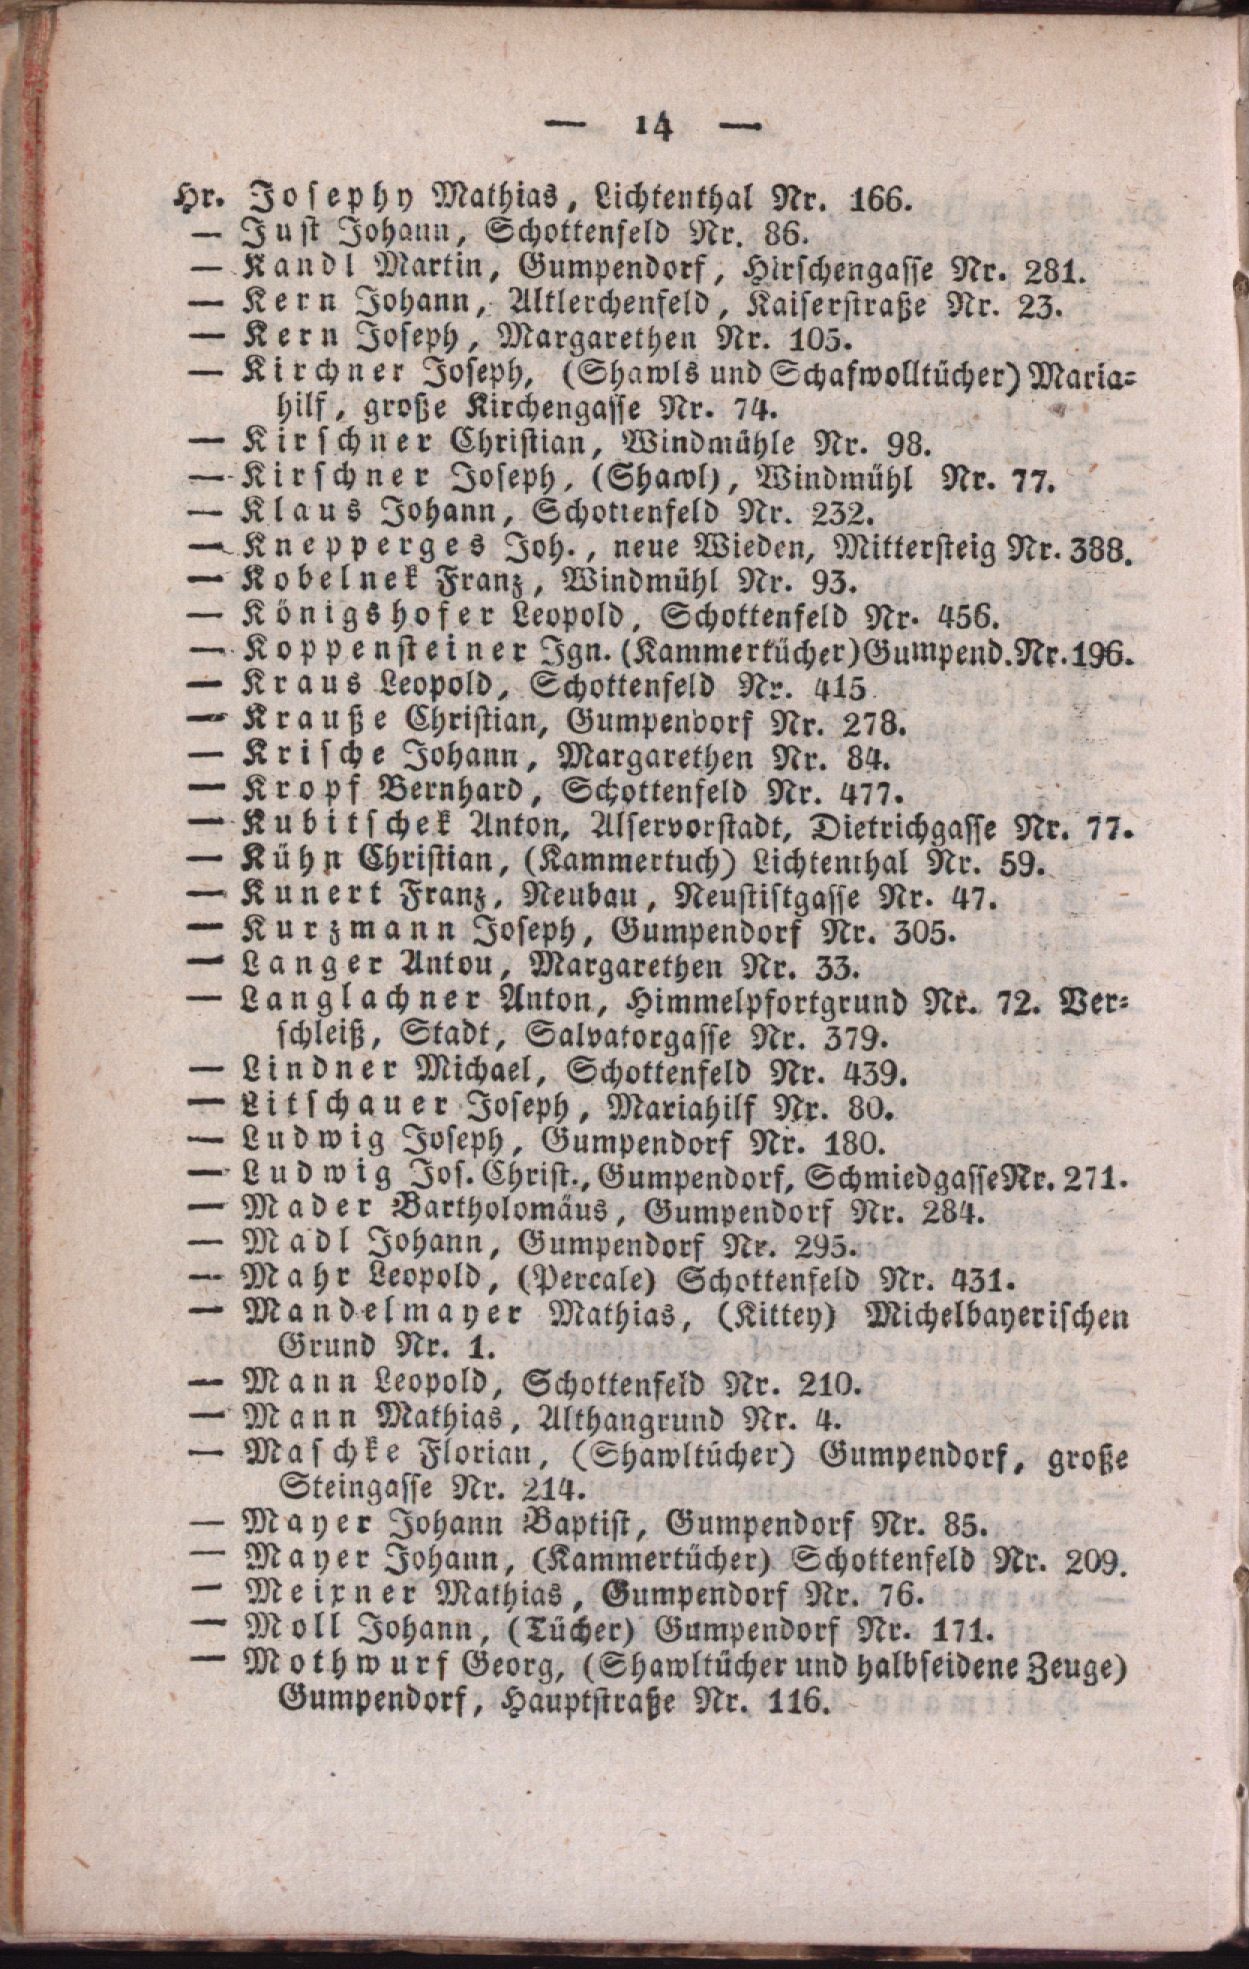 — 14 —
Hr. Josephy Mathias, Lichtenthal Nr. 166.
— Just Johann, Schottenfeld Nr. 86.
— Kandl Martin, Gumpendorf, Hirschengasse Nr. 281.
— Kern Johann, Altlerchenfeld, Kaiserstraße Nr. 23.
— Kern Joseph, Margarethen Nr. 105.
— Kirchner Joseph, (Shawls und Schafwolltücher) Maria-
hilf, große Kirchengasse Nr. 74.
— Kirschner Christian, Windmühle Nr. 98.
— Kirschner Joseph, (Shawl), Windmühl Nr. 77.
— Klaus Johann, Schottenfeld Nr. 232.
— Knepperges Joh., neue Wieden, Mittersteig Nr. 388.
— Kobelnek Franz, Windmühl Nr. 93.
— Königshofer Leopold, Schottenfeld Nr. 456.
— Koppensteiner Ign. (Kammertücher) Gumpend. Nr. 196.
— Kraus Leopold, Schottenfeld Nr. 415
— Krauße Christian, Gumpendorf Nr. 278.
— Krische Johann, Margarethen Nr. 84.
— Kropf Bernhard, Schottenfeld Nr. 477.
— Kubitschek Anton, Alservorstadt, Dietrichgasse Nr. 77.
— Kühn Christian, (Kammertuch) Lichtenthal Nr. 59.
— Kunert Franz, Neubau, Neustiftgasse Nr. 47.
— Kurzmann Joseph, Gumpendorf Nr. 305.
— Langer Anton, Margarethen Nr. 33.
— Langlachner Anton, Himmelpfortgrund Nr. 72. Ver-
schleiß, Stadt, Salvatorgasse Nr. 379.
— Lindner Michael, Schottenfeld Nr. 439.
— Litschauer Joseph, Mariahilf Nr. 80.
— Ludwig Joseph, Gumpendorf Nr. 180.
— Ludwig Jos. Christ., Gumpendorf, Schmiedgasse Nr. 271.
— Mader Bartholomäus, Gumpendorf Nr. 284.
— Madl Johann, Gumpendorf Nr. 295.
— Mahr Leopold, (Percale) Schottenfeld Nr. 431.
— Mandelmayer Mathias, (Kittey) Michelbayerischen
Grund Nr. 1.
— Mann Leopold, Schottenfeld Nr. 210.
— Mann Mathias, Althangrund Nr. 4.
— Maschke Florian, (Shawltücher) Gumpendorf, große
Steingasse Nr. 214.
— Mayer Johann Baptist, Gumpendorf Nr. 85.
— Mayer Johann, (Kammertücher) Schottenfeld Nr. 209.
— Meixner Mathias, Gumpendorf Nr. 76.
— Moll Johann, (Tücher) Gumpendorf Nr. 171.
— Mothwurf Georg, (Shawltücher und halbseidene Zeuge)
Gumpendorf, Hauptstraße Nr. 116.